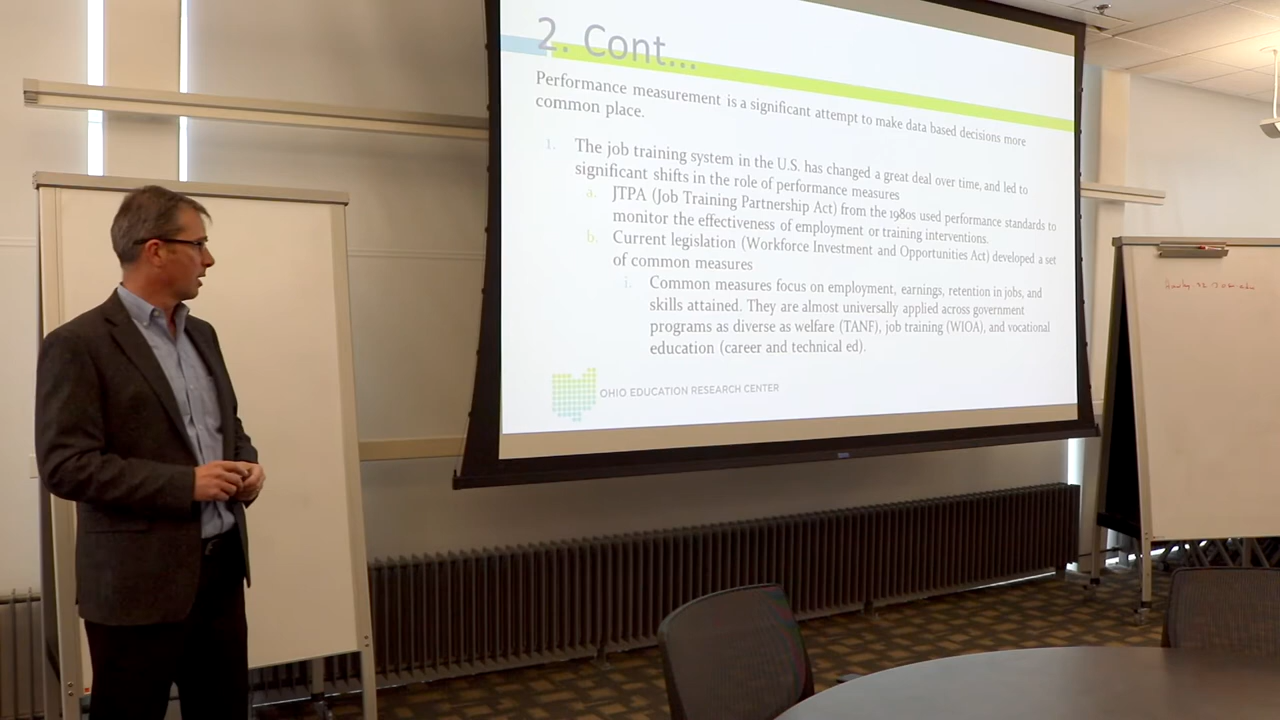 2. Cont...
Performance measurement is a significant attempt to make data based decisions more
common place.
1. The job training system in the U.S. has changed a great deal over time, and led to
significant shifts in the role of performance measures
a. JTPA (Job Training Partnership Act) from the 1980s used performance standards to
monitor the effectiveness of employment or training interventions.
b. Current legislation (Workforce Investment and Opportunities Act) developed a set
of common measures
i. Common measures focus on employment, earnings, retention in jobs, and
skills attained. They are almost universally applied across government
programs as diverse as welfare (TANF), job training (WIOA), and vocational
education (career and technical ed).
OHIO EDUCATION RESEARCH CENTER